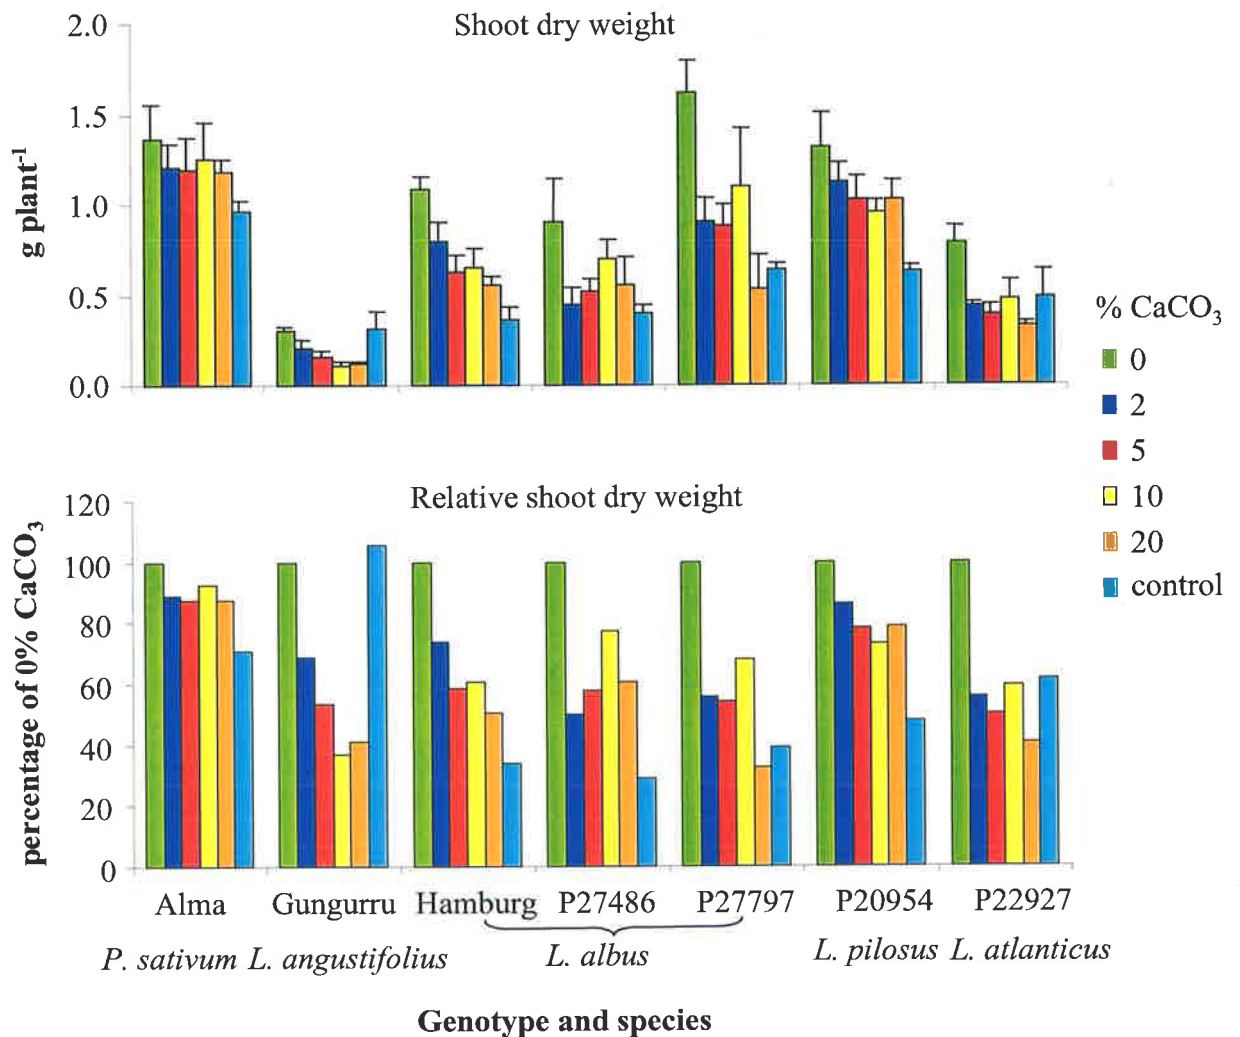 Shoot dry weight
2.0
1.5
1.0
0.5
0.0
g plant⁻¹
% CaCO₃
0
2
5
10
20
control
Relative shoot dry weight
120
100
80
60
40
20
0
percentage of 0% CaCO₃
Alma Gungurru Hamburg P27486 P27797 P20954 P22927
P. sativum L. angustifolius L. albus L. pilosus L. atlanticus
Genotype and species